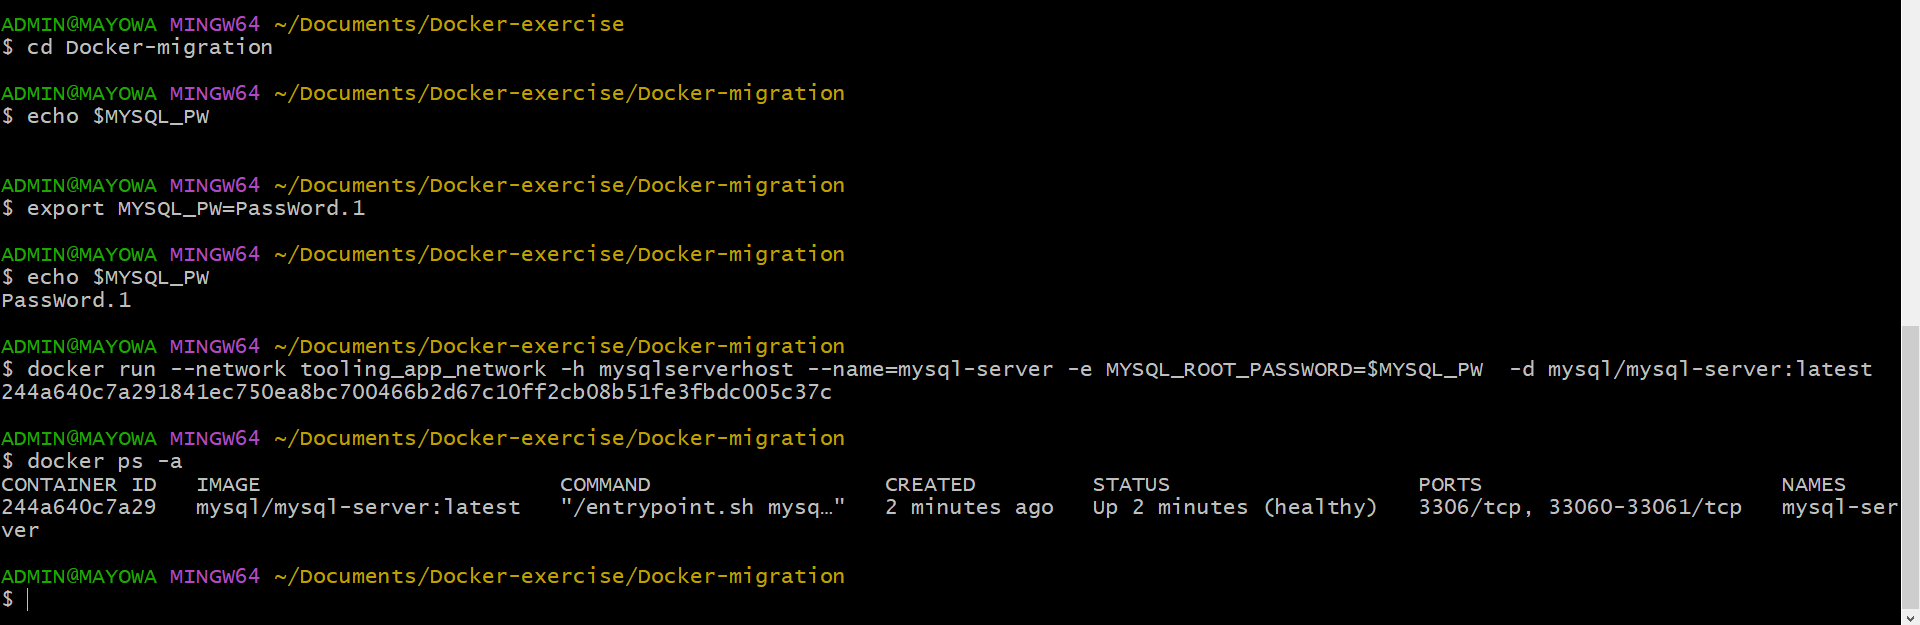 ADMIN@MAYOWA MINGW64 ~/Documents/Docker-exercise
$ cd Docker-migration
ADMIN@MAYOWA MINGW64 ~/Documents/Docker-exercise/Docker-migration
$ echo $MYSQL_PW
ADMIN@MAYOWA MINGW64 ~/Documents/Docker-exercise/Docker-migration
$ export MYSQL_PW=PassWord.1
ADMIN@MAYOWA MINGW64 ~/Documents/Docker-exercise/Docker-migration
$ echo $MYSQL_PW
PassWord.1
ADMIN@MAYOWA MINGW64 ~/Documents/Docker-exercise/Docker-migration
$ docker run --network tooling_app_network -h mysqlserverhost --name=mysql-server -e MYSQL_ROOT_PASSWORD=$MYSQL_PW  -d mysql/mysql-server:latest
244a640c7a291841ec750ea8bc700466b2d67c10ff2cb08b51fe3fbdc005c37c
ADMIN@MAYOWA MINGW64 ~/Documents/Docker-exercise/Docker-migration
$ docker ps -a
CONTAINER ID   IMAGE                       COMMAND                  CREATED         STATUS                   PORTS                       NAMES
244a640c7a29   mysql/mysql-server:latest   "/entrypoint.sh mysq…"   2 minutes ago   Up 2 minutes (healthy)   3306/tcp, 33060-33061/tcp   mysql-ser
ver
ADMIN@MAYOWA MINGW64 ~/Documents/Docker-exercise/Docker-migration
$